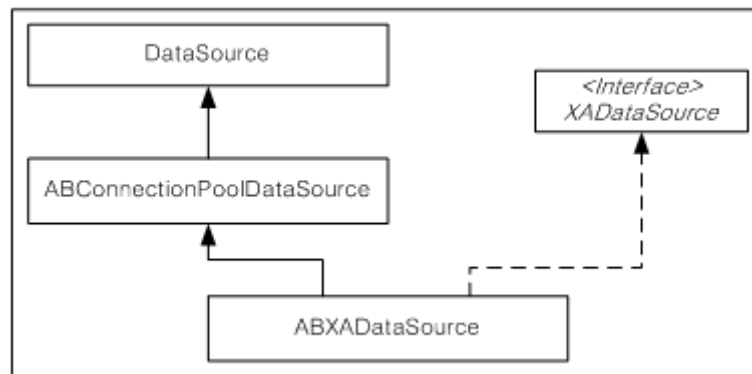 DataSource
<Interface>
XADataSource
ABConnectionPoolDataSource
ABXADataSource